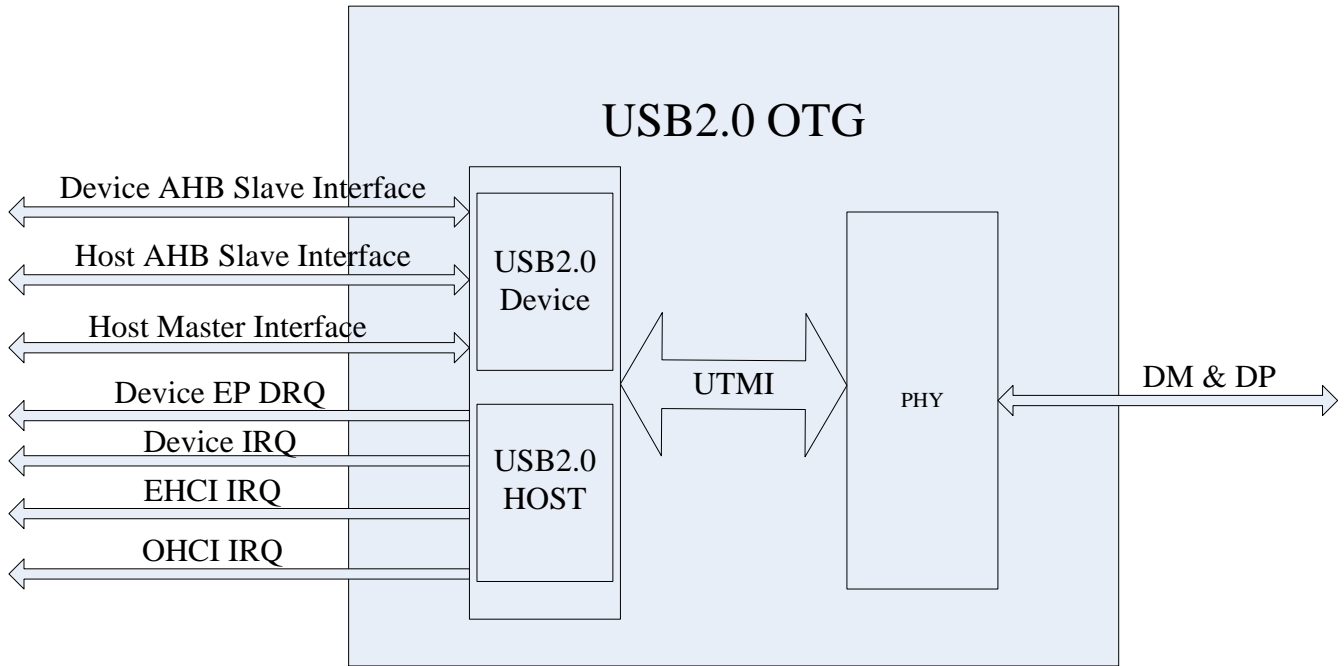 USB2.0 OTG
Device AHB Slave Interface
Host AHB Slave Interface
Host Master Interface
Device EP DRQ
Device IRQ
EHCI IRQ
OHCI IRQ
USB2.0
Device
USB2.0
HOST
UTMI
PHY
DM & DP